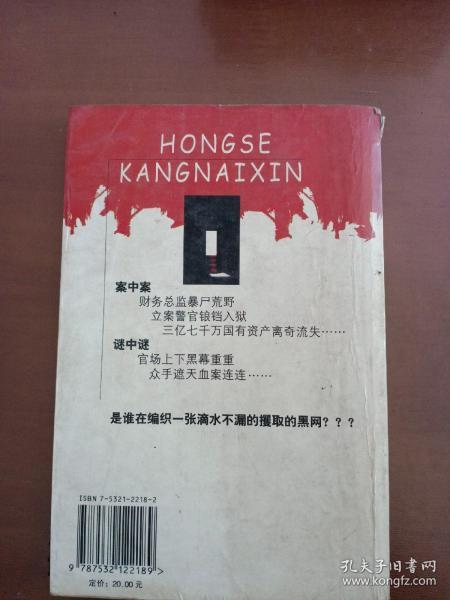 HONGSE
KANGNAIXIN
案中案
财务总监暴尸荒野
立案警官锒铛入狱
三亿七千万国有资产离奇流失……
谜中谜
官场上下黑幕重重
众手遮天血案连连……
是谁在编织一张滴水不漏的攫取的黑网？？？
ISBN 7-5321-2218-2
9 787532 122189 >
定价：20.00元
孔夫子旧书网
www.kongfz.com